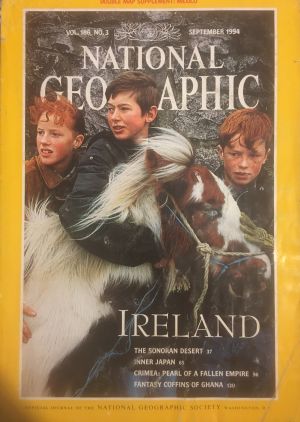 DOUBLE MAP SUPPLEMENT: MEXICO
VOL. 186, NO. 3 SEPTEMBER 1994
NATIONAL
GEOGRAPHIC
IRELAND
THE SONORAN DESERT 37
INNER JAPAN 65
CRIMEA: PEARL OF A FALLEN EMPIRE 96
FANTASY COFFINS OF GHANA 120
OFFICIAL JOURNAL OF THE NATIONAL GEOGRAPHIC SOCIETY WASHINGTON, D.C.